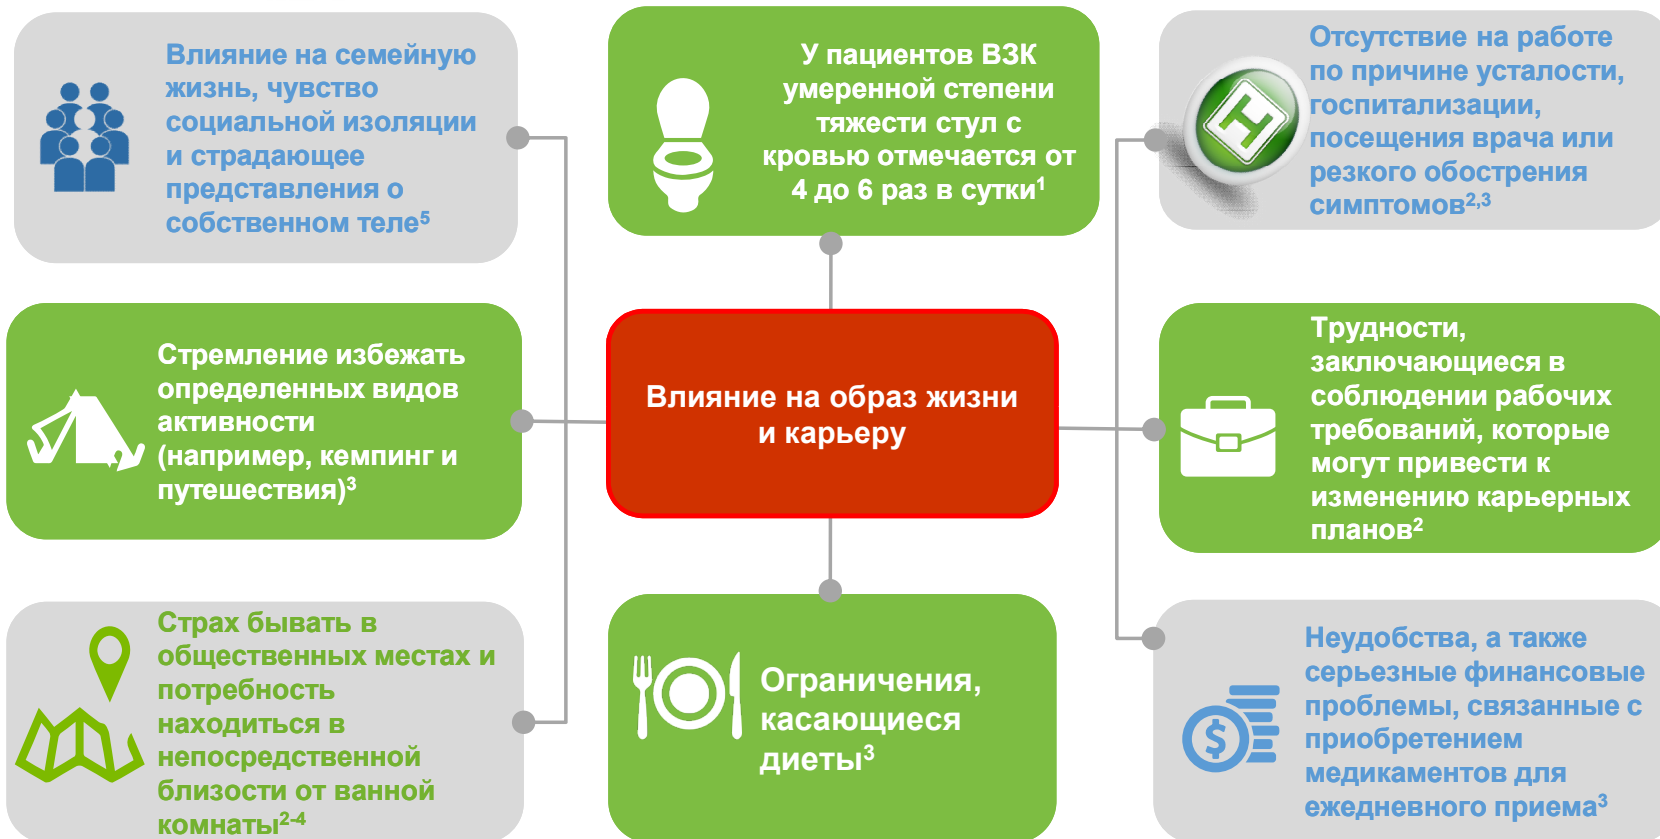 Влияние на семейную
жизнь, чувство
социальной изоляции
и страдающее
представления о
собственном теле⁵
У пациентов ВЗК
умеренной степени
тяжести стул с
кровью отмечается от
4 до 6 раз в сутки¹
H
Отсутствие на работе
по причине усталости,
госпитализации,
посещения врача или
резкого обострения
симптомов²,³
Стремление избежать
определенных видов
активности
(например, кемпинг и
путешествия)³
Влияние на образ жизни
и карьеру
Трудности,
заключающиеся в
соблюдении рабочих
требований, которые
могут привести к
изменению карьерных
планов²
Страх бывать в
общественных местах и
потребность
находиться в
непосредственной
близости от ванной
комнаты²-⁴
Ограничения,
касающиеся
диеты³
$
Неудобства, а также
серьезные финансовые
проблемы, связанные с
приобретением
медикаментов для
ежедневного приема³